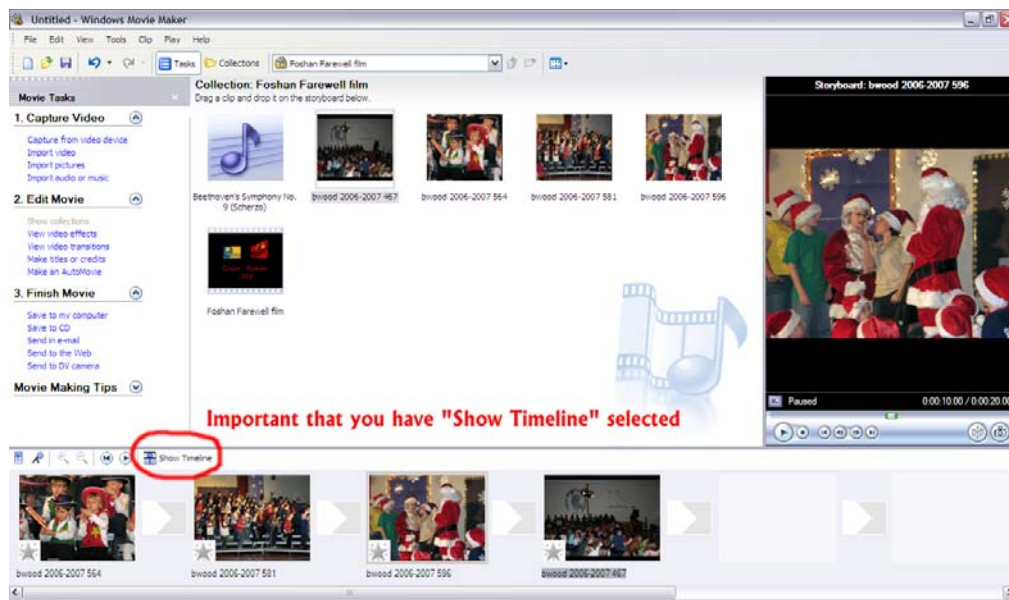 Untitled - Windows Movie Maker
File Edit View Tools Clip Play Help
Tasks Collections Foshan Farewell film
Movie Tasks
1. Capture Video
Capture from video device
Import video
Import pictures
Import audio or music
2. Edit Movie
Show collections
View video effects
View video transitions
Make titles or credits
Make an AutoMovie
3. Finish Movie
Save to my computer
Save to CD
Send in e-mail
Send to the Web
Send to DV camera
Movie Making Tips
Collection: Foshan Farewell film
Drag a clip and drop it on the storyboard below.
Beethoven's Symphony No. 9 (Scherzo)
bwood 2006-2007 467
bwood 2006-2007 564
bwood 2006-2007 581
bwood 2006-2007 596
Foshan Farewell film
Storyboard: bwood 2006-2007 596
Paused 0:00:10.00 / 0:00:20.00
Important that you have "Show Timeline" selected
Show Timeline
bwood 2006-2007 564
bwood 2006-2007 581
bwood 2006-2007 596
bwood 2006-2007 467